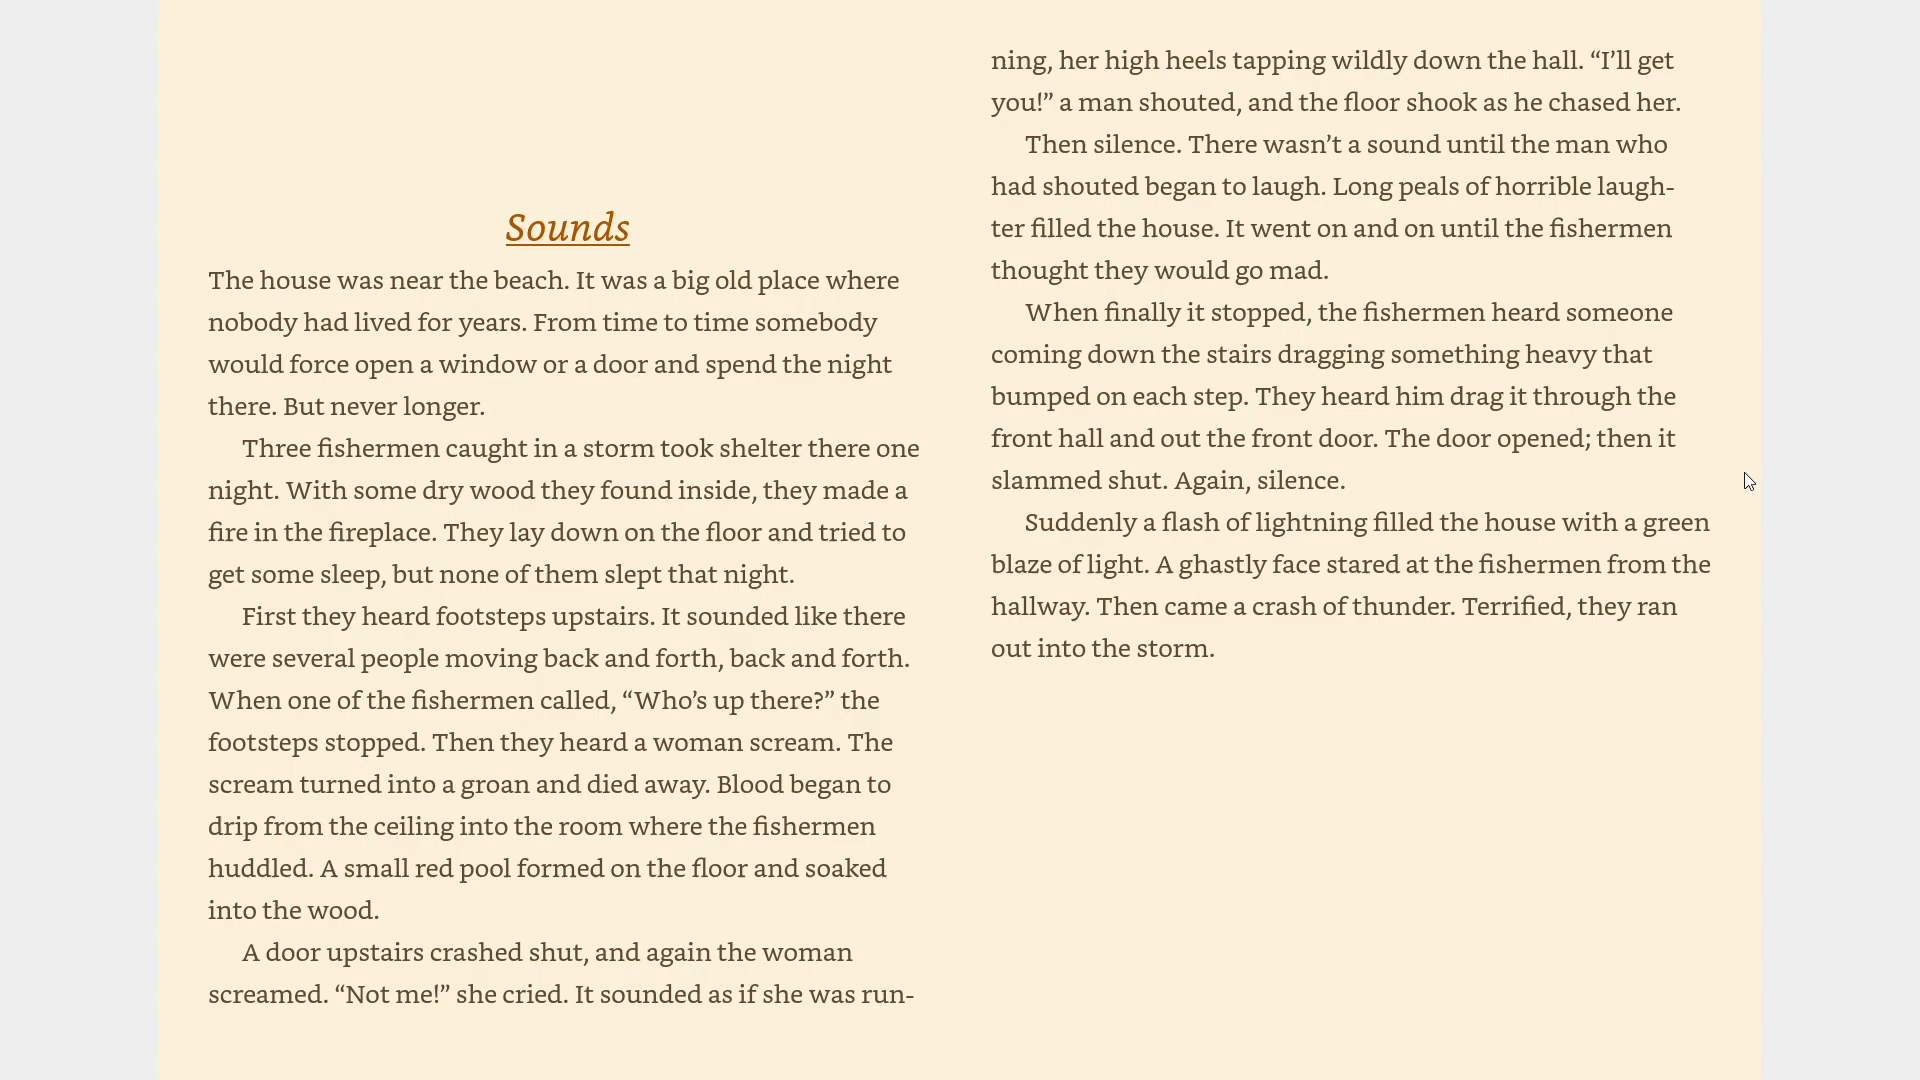 Sounds
The house was near the beach. It was a big old place where
nobody had lived for years. From time to time somebody
would force open a window or a door and spend the night
there. But never longer.
Three fishermen caught in a storm took shelter there one
night. With some dry wood they found inside, they made a
fire in the fireplace. They lay down on the floor and tried to
get some sleep, but none of them slept that night.
First they heard footsteps upstairs. It sounded like there
were several people moving back and forth, back and forth.
When one of the fishermen called, “Who’s up there?” the
footsteps stopped. Then they heard a woman scream. The
scream turned into a groan and died away. Blood began to
drip from the ceiling into the room where the fishermen
huddled. A small red pool formed on the floor and soaked
into the wood.
A door upstairs crashed shut, and again the woman
screamed. “Not me!” she cried. It sounded as if she was run-
ning, her high heels tapping wildly down the hall. “I’ll get
you!” a man shouted, and the floor shook as he chased her.
Then silence. There wasn’t a sound until the man who
had shouted began to laugh. Long peals of horrible laugh-
ter filled the house. It went on and on until the fishermen
thought they would go mad.
When finally it stopped, the fishermen heard someone
coming down the stairs dragging something heavy that
bumped on each step. They heard him drag it through the
front hall and out the front door. The door opened; then it
slammed shut. Again, silence.
Suddenly a flash of lightning filled the house with a green
blaze of light. A ghastly face stared at the fishermen from the
hallway. Then came a crash of thunder. Terrified, they ran
out into the storm.